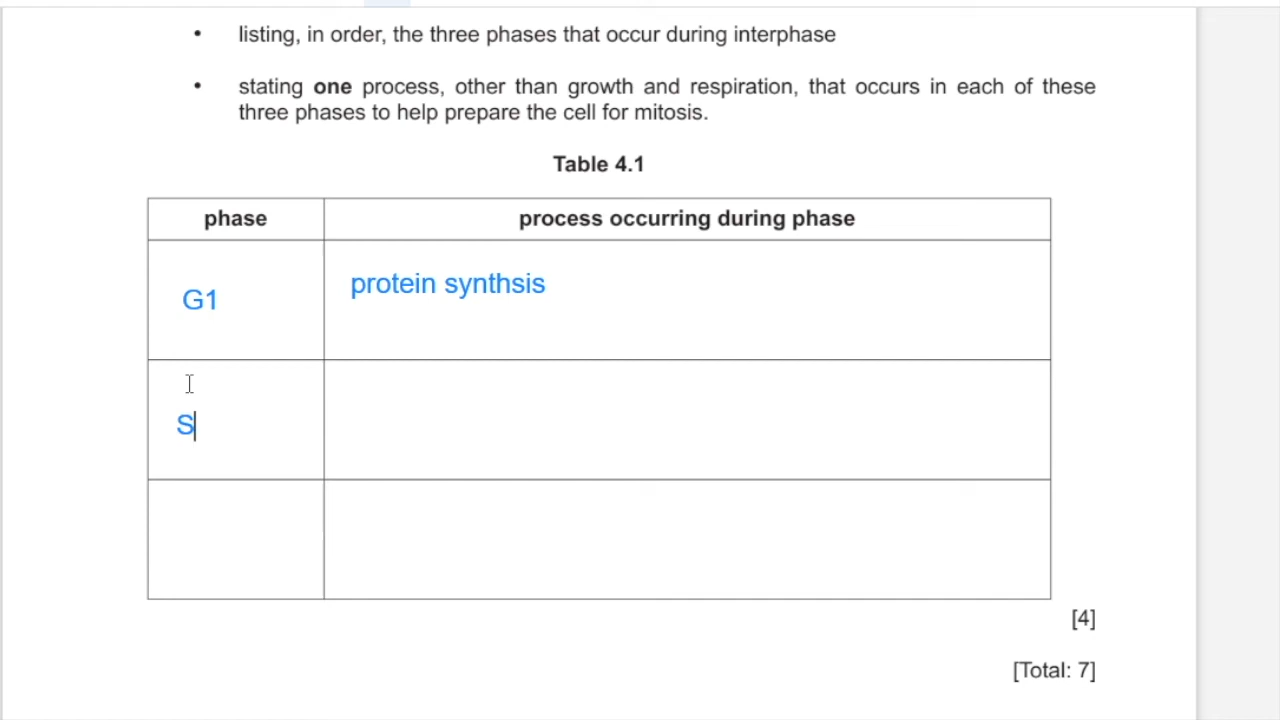 • listing, in order, the three phases that occur during interphase
• stating one process, other than growth and respiration, that occurs in each of these
three phases to help prepare the cell for mitosis.
Table 4.1
phase process occurring during phase
G1 protein synthsis
S
[4]
[Total: 7]